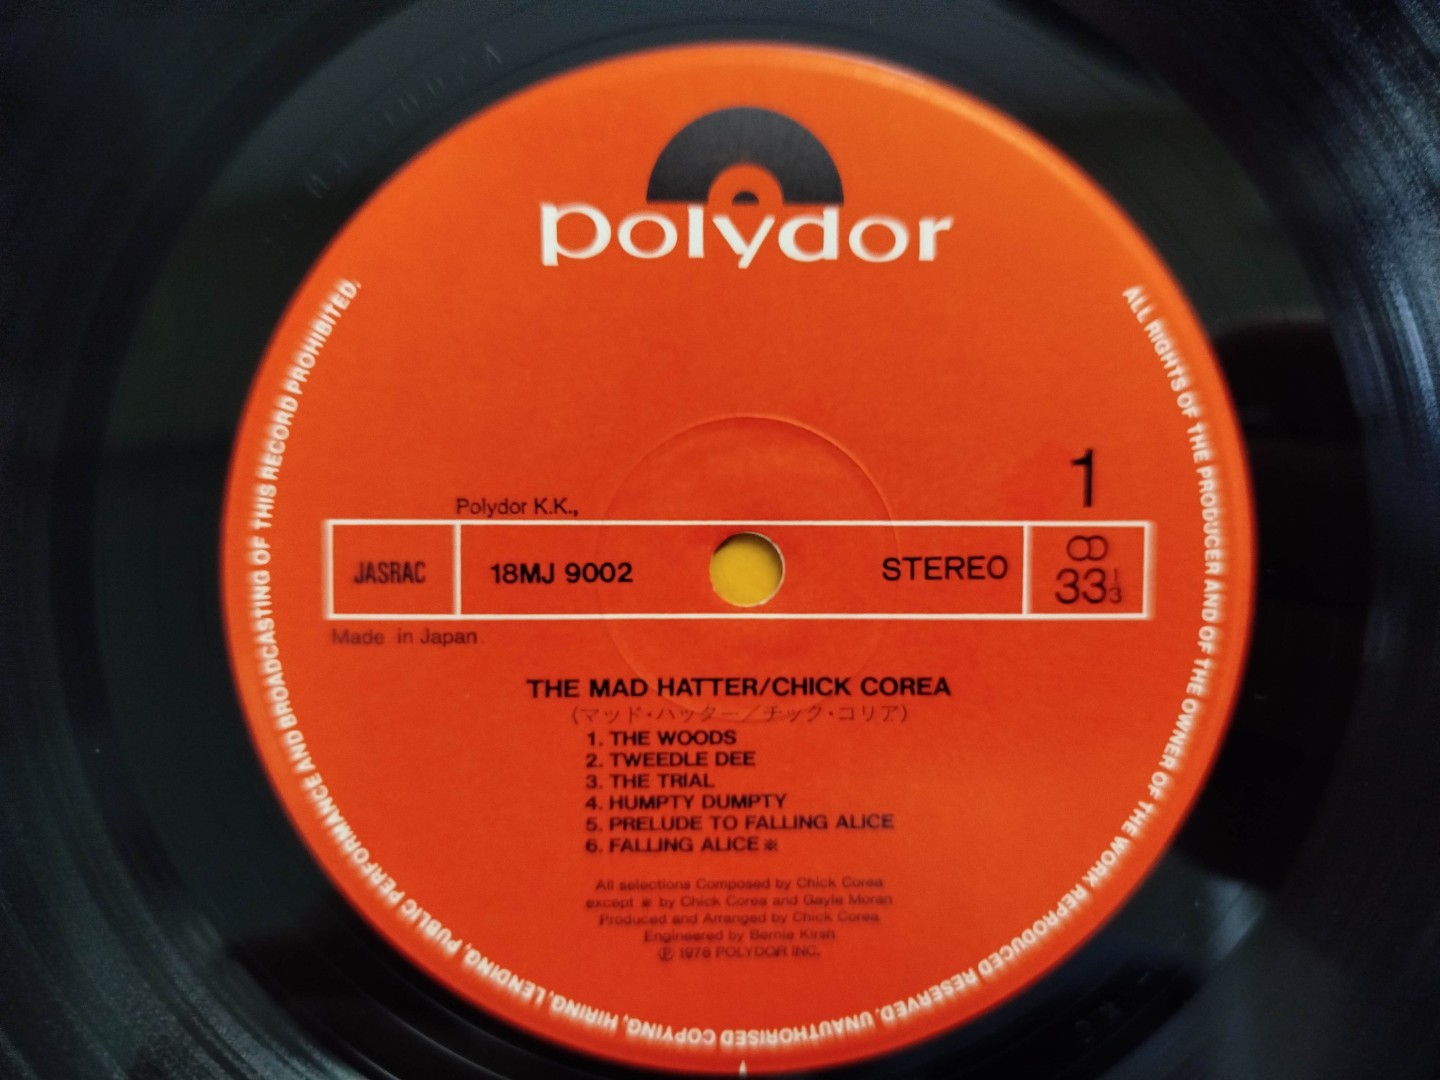 polydor
ALL RIGHTS OF THE PRODUCER AND OF THE OWNER OF THE WORK REPRODUCED RESERVED. UNAUTHORISED COPYING, HIRING, LENDING, PUBLIC PERFORMANCE AND BROADCASTING OF THIS RECORD PROHIBITED.
1
Polydor K.K.,
JASRAC 18MJ 9002 STEREO 33 1/3
Made in Japan
THE MAD HATTER/CHICK COREA
(マッド・ハッター/チック・コリア)
1. THE WOODS
2. TWEEDLE DEE
3. THE TRIAL
4. HUMPTY DUMPTY
5. PRELUDE TO FALLING ALICE
6. FALLING ALICE※
All selections Composed by Chick Corea
except ※ by Chick Corea and Gayle Moran
Produced and Arranged by Chick Corea
Engineered by Bernie Kirsh
Ⓟ 1978 POLYDOR INC.